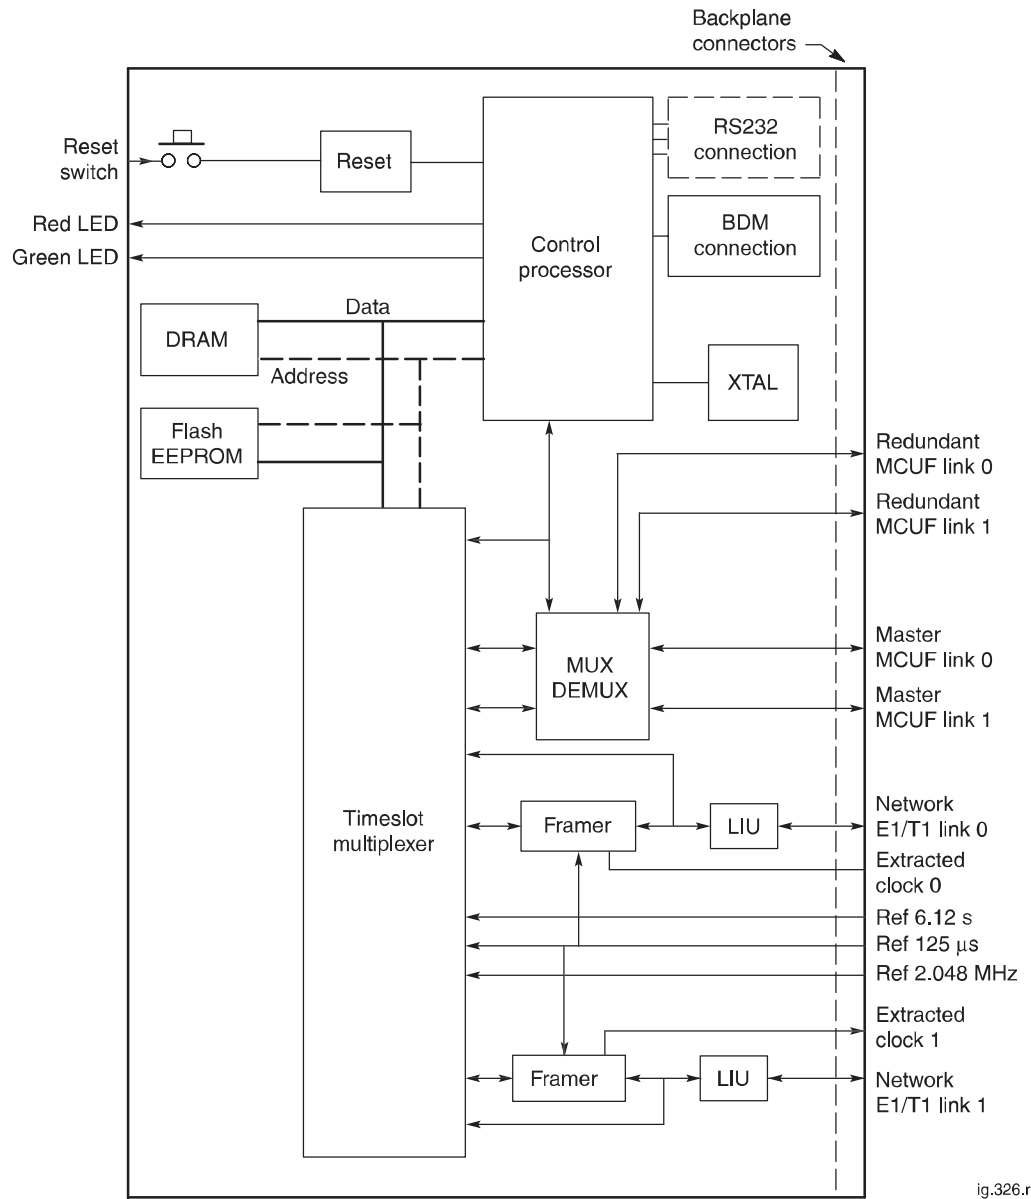 Backplane
connectors
Reset
switch
Reset
RS232
connection
Red LED
Green LED
Control
processor
BDM
connection
DRAM
Data
Address
XTAL
Flash
EEPROM
Redundant
MCUF link 0
Redundant
MCUF link 1
MUX
DEMUX
Master
MCUF link 0
Master
MCUF link 1
Timeslot
multiplexer
Framer
LIU
Network
E1/T1 link 0
Extracted
clock 0
Ref 6.12 s
Ref 125 μs
Ref 2.048 MHz
Extracted
clock 1
Framer
LIU
Network
E1/T1 link 1
ig.326.r